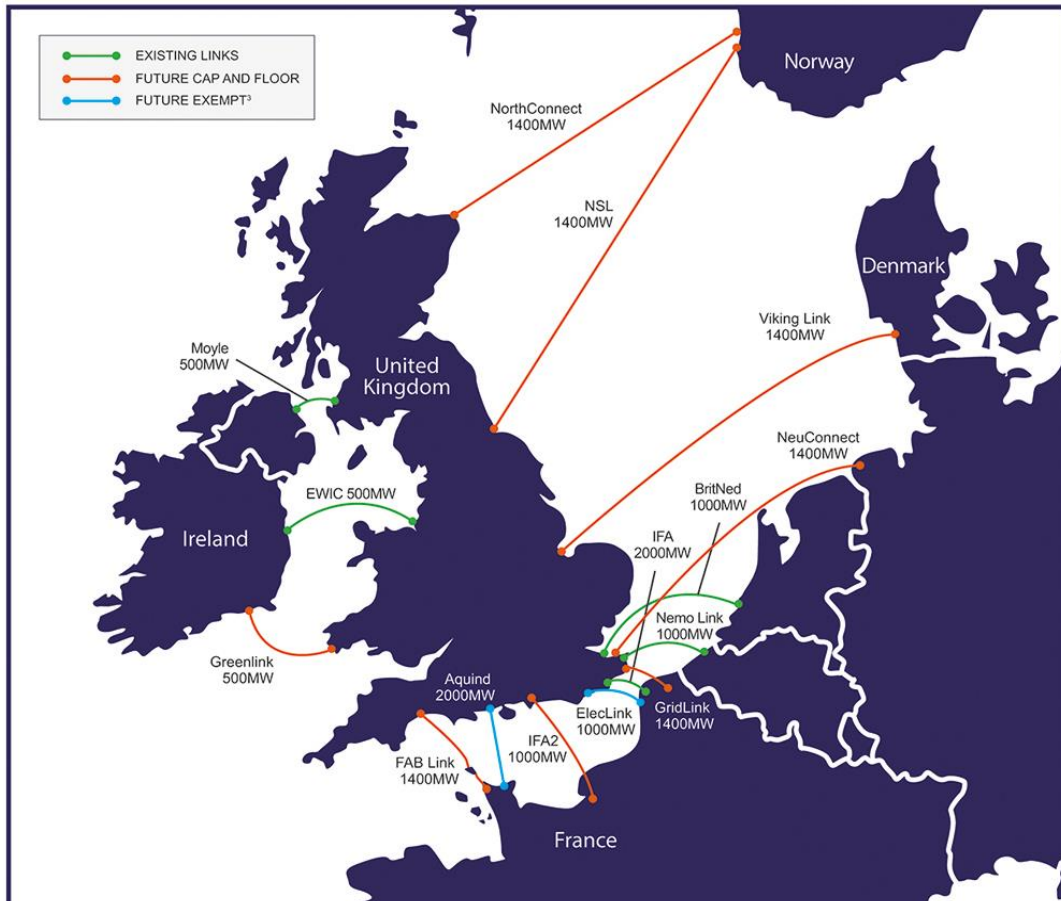 EXISTING LINKS
FUTURE CAP AND FLOOR
FUTURE EXEMPT³
Norway
NorthConnect
1400MW
NSL
1400MW
Denmark
Viking Link
1400MW
Moyle
500MW
United
Kingdom
NeuConnect
1400MW
BritNed
1000MW
EWIC 500MW
IFA
2000MW
Ireland
Nemo Link
1000MW
Greenlink
500MW
Aquind
2000MW
ElecLink
1000MW
GridLink
1400MW
IFA2
1000MW
FAB Link
1400MW
France